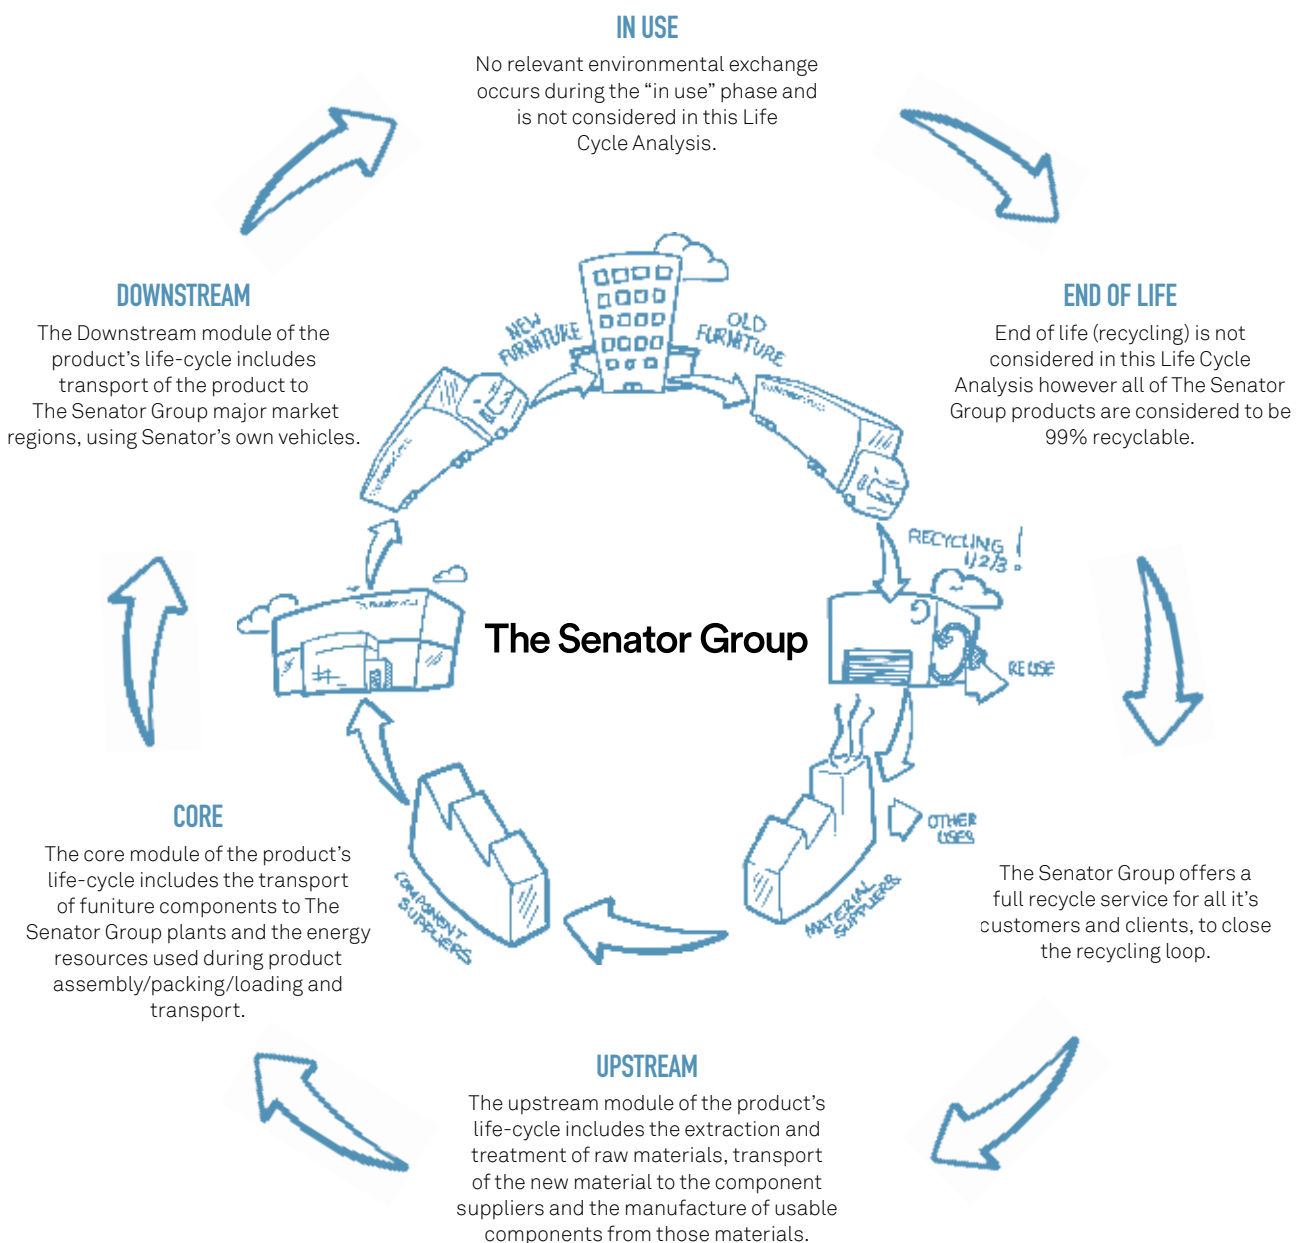 IN USE
No relevant environmental exchange
occurs during the “in use” phase and
is not considered in this Life
Cycle Analysis.
DOWNSTREAM
The Downstream module of the
product’s life-cycle includes
transport of the product to
The Senator Group major market
regions, using Senator’s own vehicles.
END OF LIFE
End of life (recycling) is not
considered in this Life Cycle
Analysis however all of The Senator
Group products are considered to be
99% recyclable.
NEW
FURNITURE
OLD
FURNITURE
RECYCLING
1/2/3!
The Senator Group
RE USE
OTHER
USES
COMPONENT
SUPPLIERS
MATERIAL
SUPPLIERS
CORE
The core module of the product’s
life-cycle includes the transport
of funiture components to The
Senator Group plants and the energy
resources used during product
assembly/packing/loading and
transport.
The Senator Group offers a
full recycle service for all it’s
customers and clients, to close
the recycling loop.
UPSTREAM
The upstream module of the product’s
life-cycle includes the extraction and
treatment of raw materials, transport
of the new material to the component
suppliers and the manufacture of usable
components from those materials.